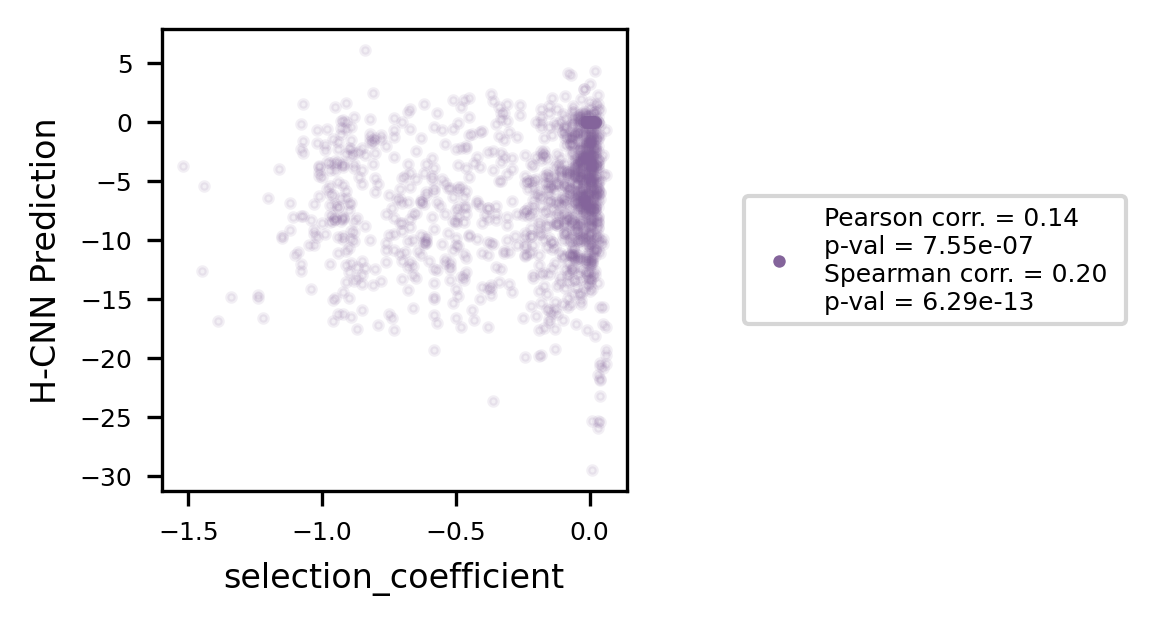 5
0
−5
−10
−15
−20
−25
−30
H-CNN Prediction
−1.5
−1.0
−0.5
0.0
selection_coefficient
Pearson corr. = 0.14
p-val = 7.55e-07
Spearman corr. = 0.20
p-val = 6.29e-13